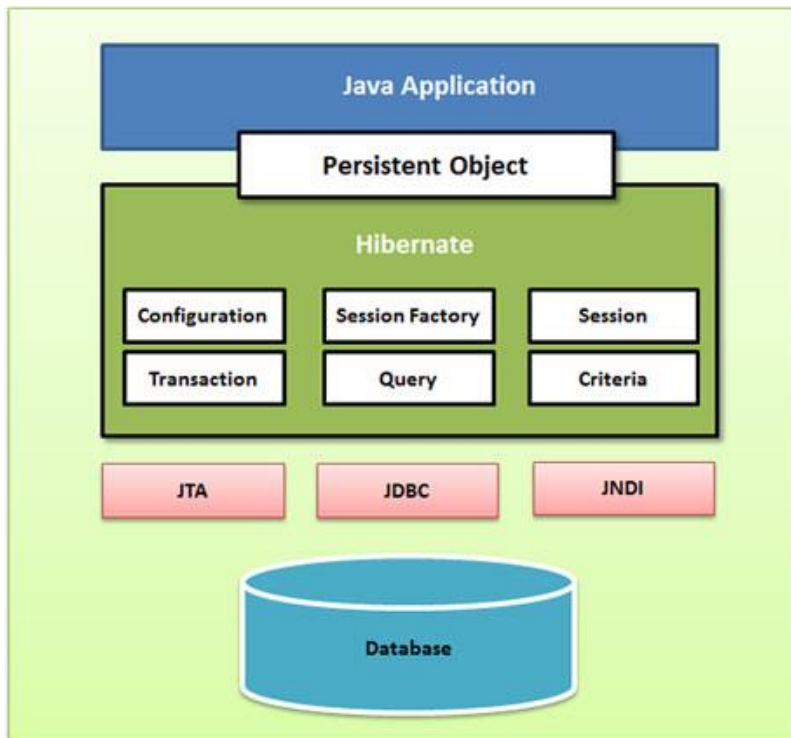 Java Application
Persistent Object
Hibernate
Configuration
Session Factory
Session
Transaction
Query
Criteria
JTA
JDBC
JNDI
Database